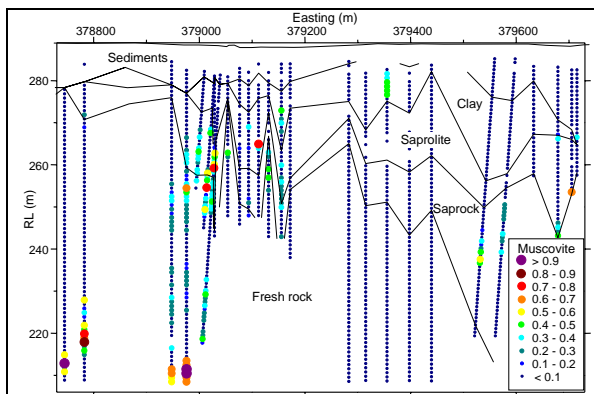 Easting (m)
378800 379000 379200 379400 379600
Sediments
280
Clay
Saprolite
260
RL (m)
Saprock
240
Fresh rock
220
Muscovite
> 0.9
0.8 - 0.9
0.7 - 0.8
0.6 - 0.7
0.5 - 0.6
0.4 - 0.5
0.3 - 0.4
0.2 - 0.3
0.1 - 0.2
< 0.1